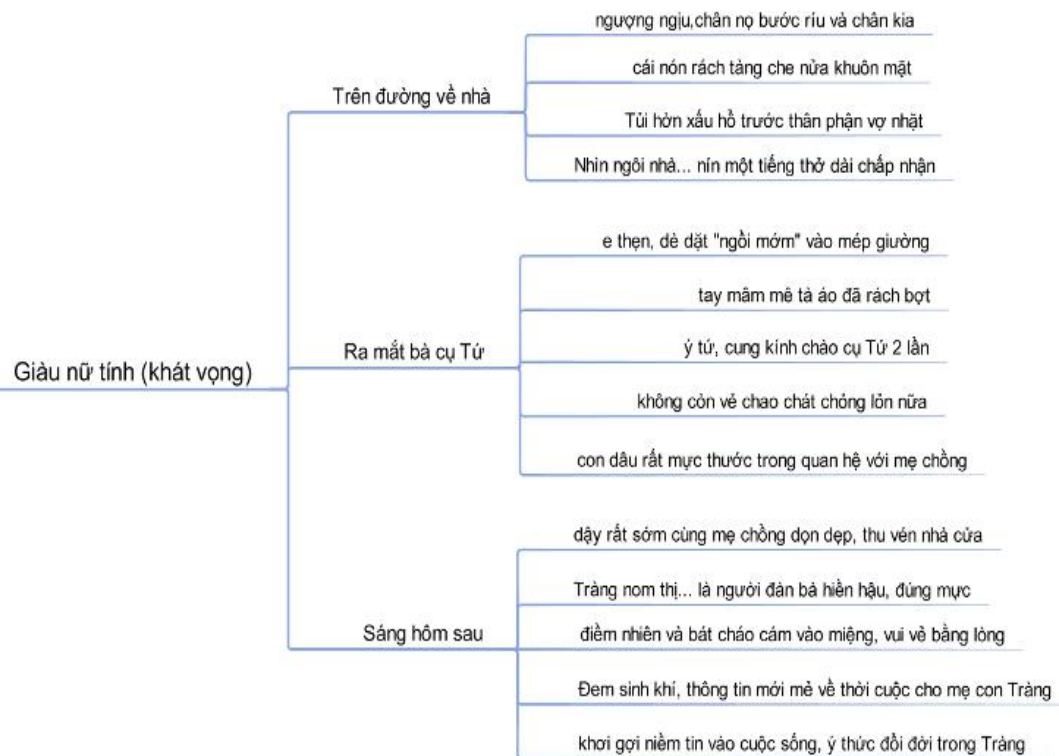 Giàu nữ tính (khát vọng)
Trên đường về nhà
ngượng ngịu,chân nọ bước ríu và chân kia
cái nón rách tàng che nửa khuôn mặt
Tủi hờn xấu hổ trước thân phận vợ nhặt
Nhìn ngôi nhà... nín một tiếng thở dài chấp nhận
Ra mắt bà cụ Tứ
e thẹn, dè dặt "ngồi mớm" vào mép giường
tay mâm mê tà áo đã rách bợt
ý tứ, cung kính chào cụ Tứ 2 lần
không còn vẻ chao chát chỏng lỏn nữa
con dâu rất mực thước trong quan hệ với mẹ chồng
Sáng hôm sau
dậy rất sớm cùng mẹ chồng dọn dẹp, thu vén nhà cửa
Tràng nom thị... là người đàn bà hiền hậu, đúng mực
điềm nhiên và bát cháo cám vào miệng, vui vẻ bằng lòng
Đem sinh khí, thông tin mới mẻ về thời cuộc cho mẹ con Tràng
khơi gợi niềm tin vào cuộc sống, ý thức đổi đời trong Tràng